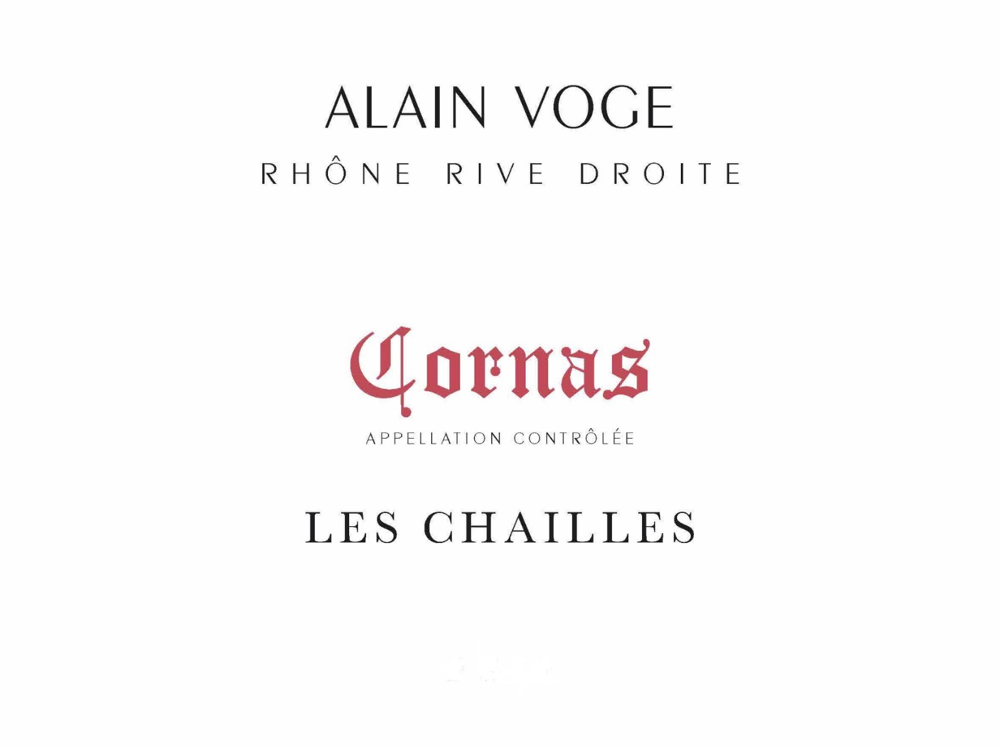 ALAIN VOGE
RHÔNE RIVE DROITE
Cornas
APPELLATION CONTRÔLÉE
LES CHAILLES